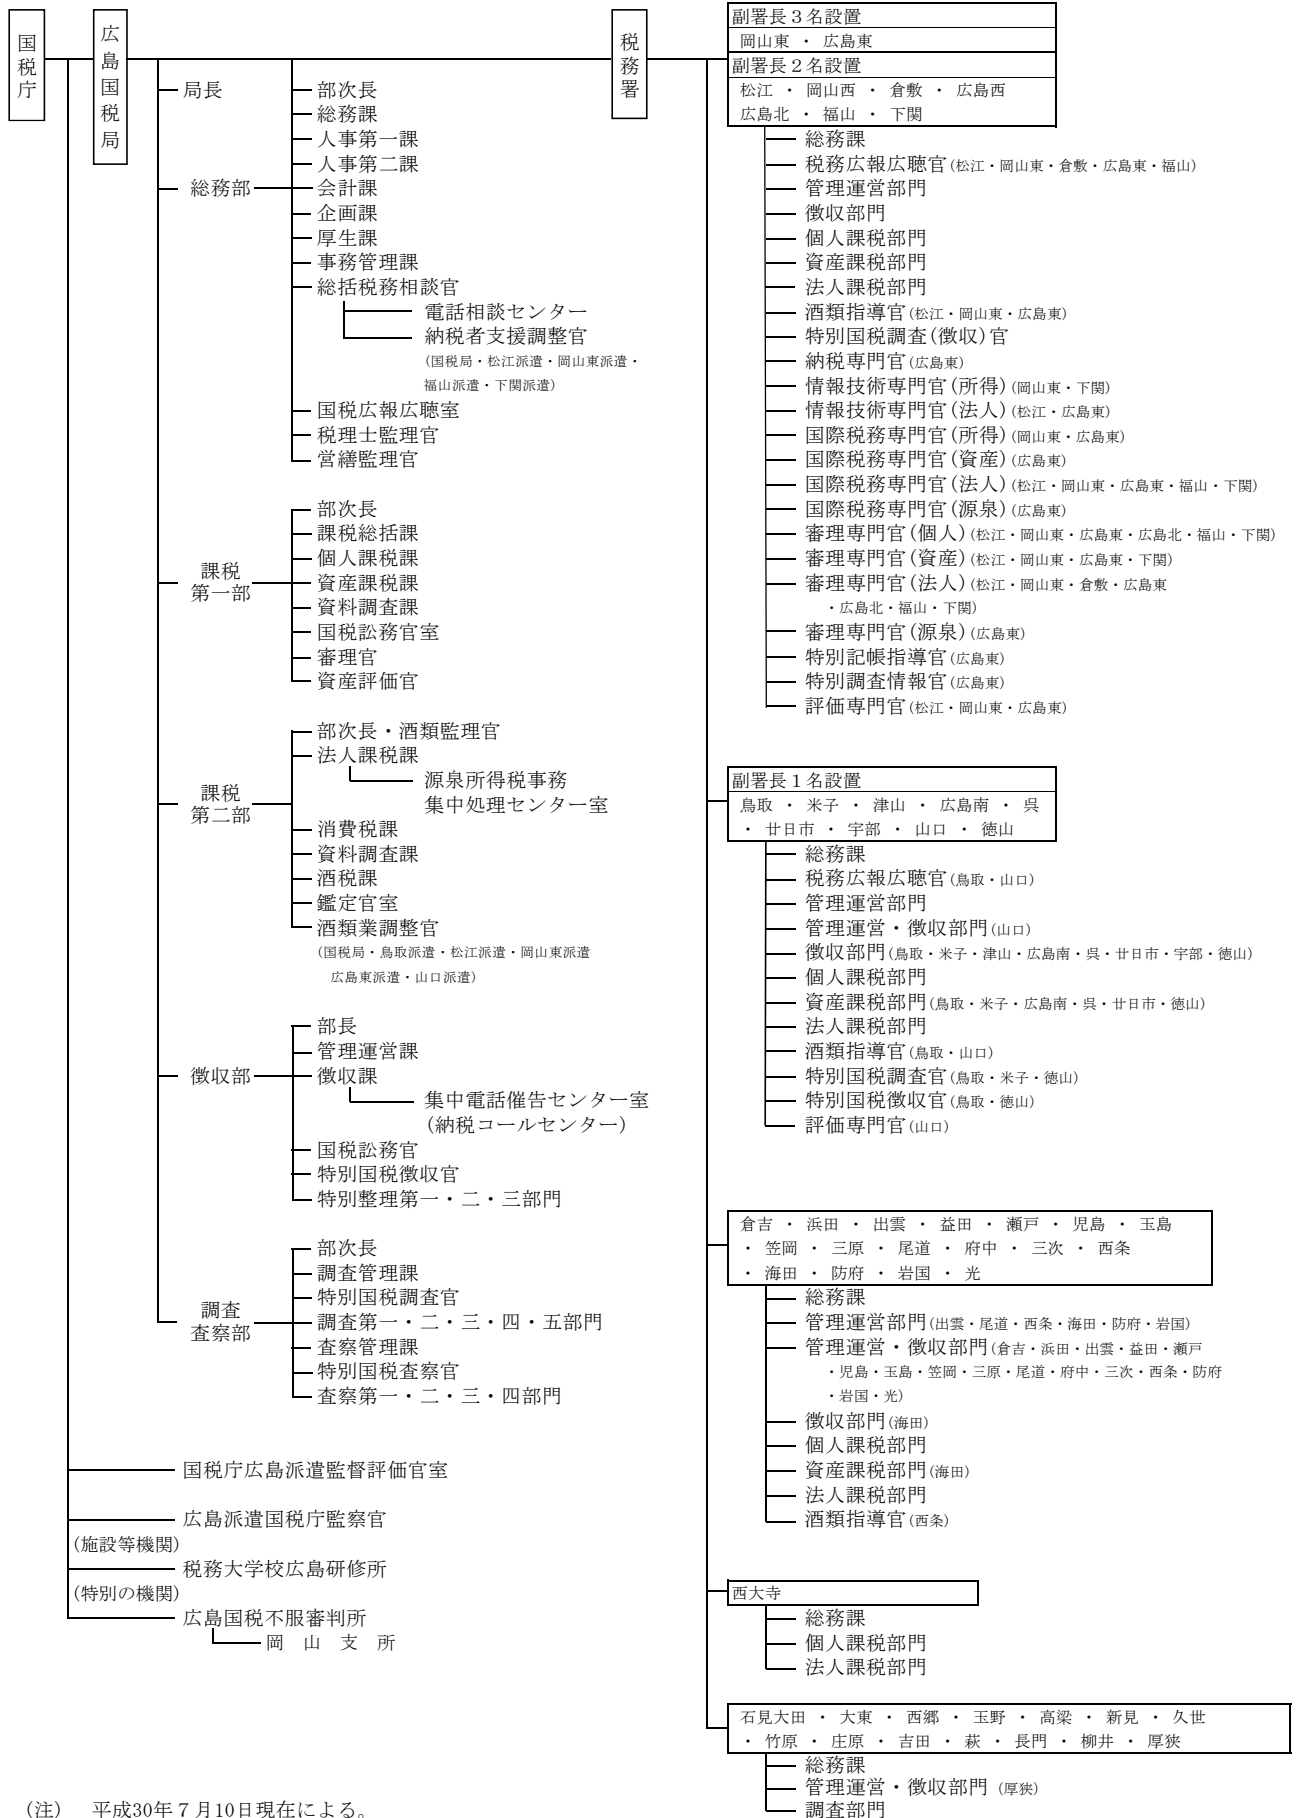 国税庁
広島国税局
局長
総務部
部次長
総務課
人事第一課
人事第二課
会計課
企画課
厚生課
事務管理課
総括税務相談官
電話相談センター
納税者支援調整官
(国税局・松江派遣・岡山東派遣・
福山派遣・下関派遣)
国税広報広聴室
税理士監理官
営繕監理官
課税
第一部
部次長
課税総括課
個人課税課
資産課税課
資料調査課
国税訟務官室
審理官
資産評価官
課税
第二部
部次長・酒類監理官
法人課税課
源泉所得税事務
集中処理センター室
消費税課
資料調査課
酒税課
鑑定官室
酒類業調整官
(国税局・鳥取派遣・松江派遣・岡山東派遣
広島東派遣・山口派遣)
徴収部
部長
管理運営課
徴収課
集中電話催告センター室
(納税コールセンター)
国税訟務官
特別国税徴収官
特別整理第一・二・三部門
調査
査察部
部次長
調査管理課
特別国税調査官
調査第一・二・三・四・五部門
査察管理課
特別国税査察官
査察第一・二・三・四部門
国税庁広島派遣監督評価官室
広島派遣国税庁監察官
(施設等機関)
税務大学校広島研修所
(特別の機関)
広島国税不服審判所
岡 山 支 所
税務署
副署長3名設置
岡山東 ・ 広島東
副署長2名設置
松江 ・ 岡山西 ・ 倉敷 ・ 広島西
広島北 ・ 福山 ・ 下関
総務課
税務広報広聴官(松江・岡山東・倉敷・広島東・福山)
管理運営部門
徴収部門
個人課税部門
資産課税部門
法人課税部門
酒類指導官(松江・岡山東・広島東)
特別国税調査(徴収)官
納税専門官(広島東)
情報技術専門官(所得)(岡山東・下関)
情報技術専門官(法人)(松江・広島東)
国際税務専門官(所得)(岡山東・広島東)
国際税務専門官(資産)(広島東)
国際税務専門官(法人)(松江・岡山東・広島東・福山・下関)
国際税務専門官(源泉)(広島東)
審理専門官(個人)(松江・岡山東・広島東・広島北・福山・下関)
審理専門官(資産)(松江・岡山東・広島東・下関)
審理専門官(法人)(松江・岡山東・倉敷・広島東
・広島北・福山・下関)
審理専門官(源泉)(広島東)
特別記帳指導官(広島東)
特別調査情報官(広島東)
評価専門官(松江・岡山東・広島東)
副署長1名設置
鳥取 ・ 米子 ・ 津山 ・ 広島南 ・ 呉
・ 廿日市 ・ 宇部 ・ 山口 ・ 徳山
総務課
税務広報広聴官(鳥取・山口)
管理運営部門
管理運営・徴収部門(山口)
徴収部門(鳥取・米子・津山・広島南・呉・廿日市・宇部・徳山)
個人課税部門
資産課税部門(鳥取・米子・広島南・呉・廿日市・徳山)
法人課税部門
酒類指導官(鳥取・山口)
特別国税調査官(鳥取・米子・徳山)
特別国税徴収官(鳥取・徳山)
評価専門官(山口)
倉吉 ・ 浜田 ・ 出雲 ・ 益田 ・ 瀬戸 ・ 児島 ・ 玉島
・ 笠岡 ・ 三原 ・ 尾道 ・ 府中 ・ 三次 ・ 西条
・ 海田 ・ 防府 ・ 岩国 ・ 光
総務課
管理運営部門(出雲・尾道・西条・海田・防府・岩国)
管理運営・徴収部門(倉吉・浜田・出雲・益田・瀬戸
・児島・玉島・笠岡・三原・尾道・府中・三次・西条・防府
・岩国・光)
徴収部門(海田)
個人課税部門
資産課税部門(海田)
法人課税部門
酒類指導官(西条)
西大寺
総務課
個人課税部門
法人課税部門
石見大田 ・ 大東 ・ 西郷 ・ 玉野 ・ 高梁 ・ 新見 ・ 久世
・ 竹原 ・ 庄原 ・ 吉田 ・ 萩 ・ 長門 ・ 柳井 ・ 厚狭
総務課
管理運営・徴収部門 (厚狭)
調査部門
(注) 平成30年7月10日現在による。